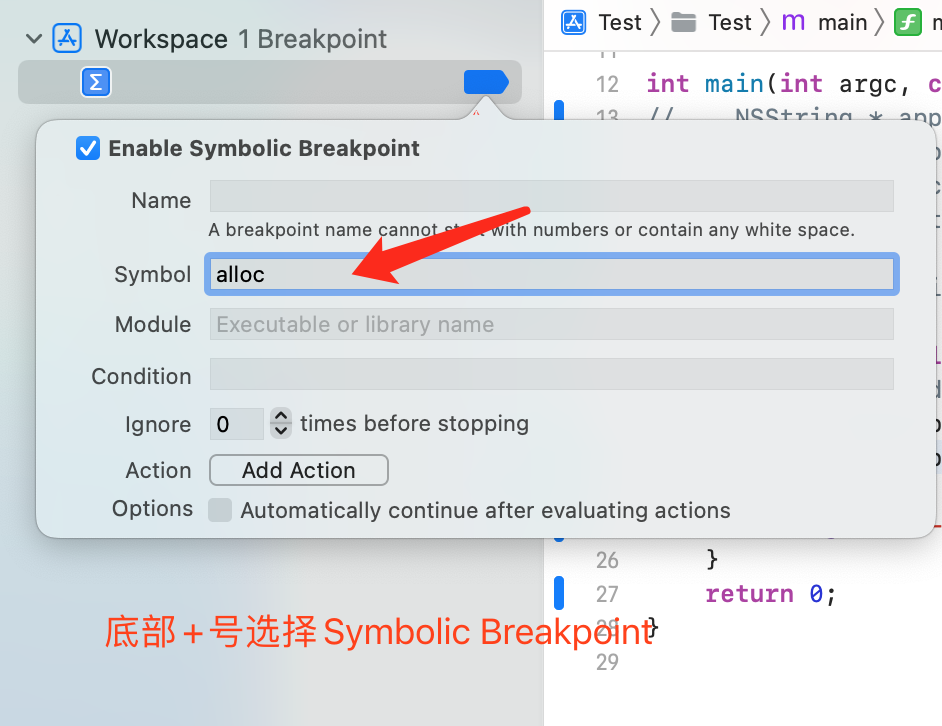 Workspace 1 Breakpoint
Test Test m main f
11
12 int main(int argc,
13 // NSString * app
Enable Symbolic Breakpoint
Name
A breakpoint name cannot start with numbers or contain any white space.
Symbol alloc
Module Executable or library name
Condition
Ignore 0 times before stopping
Action Add Action
Options Automatically continue after evaluating actions
26 }
27 return 0;
底部+号选择Symbolic Breakpoint
28 }
29